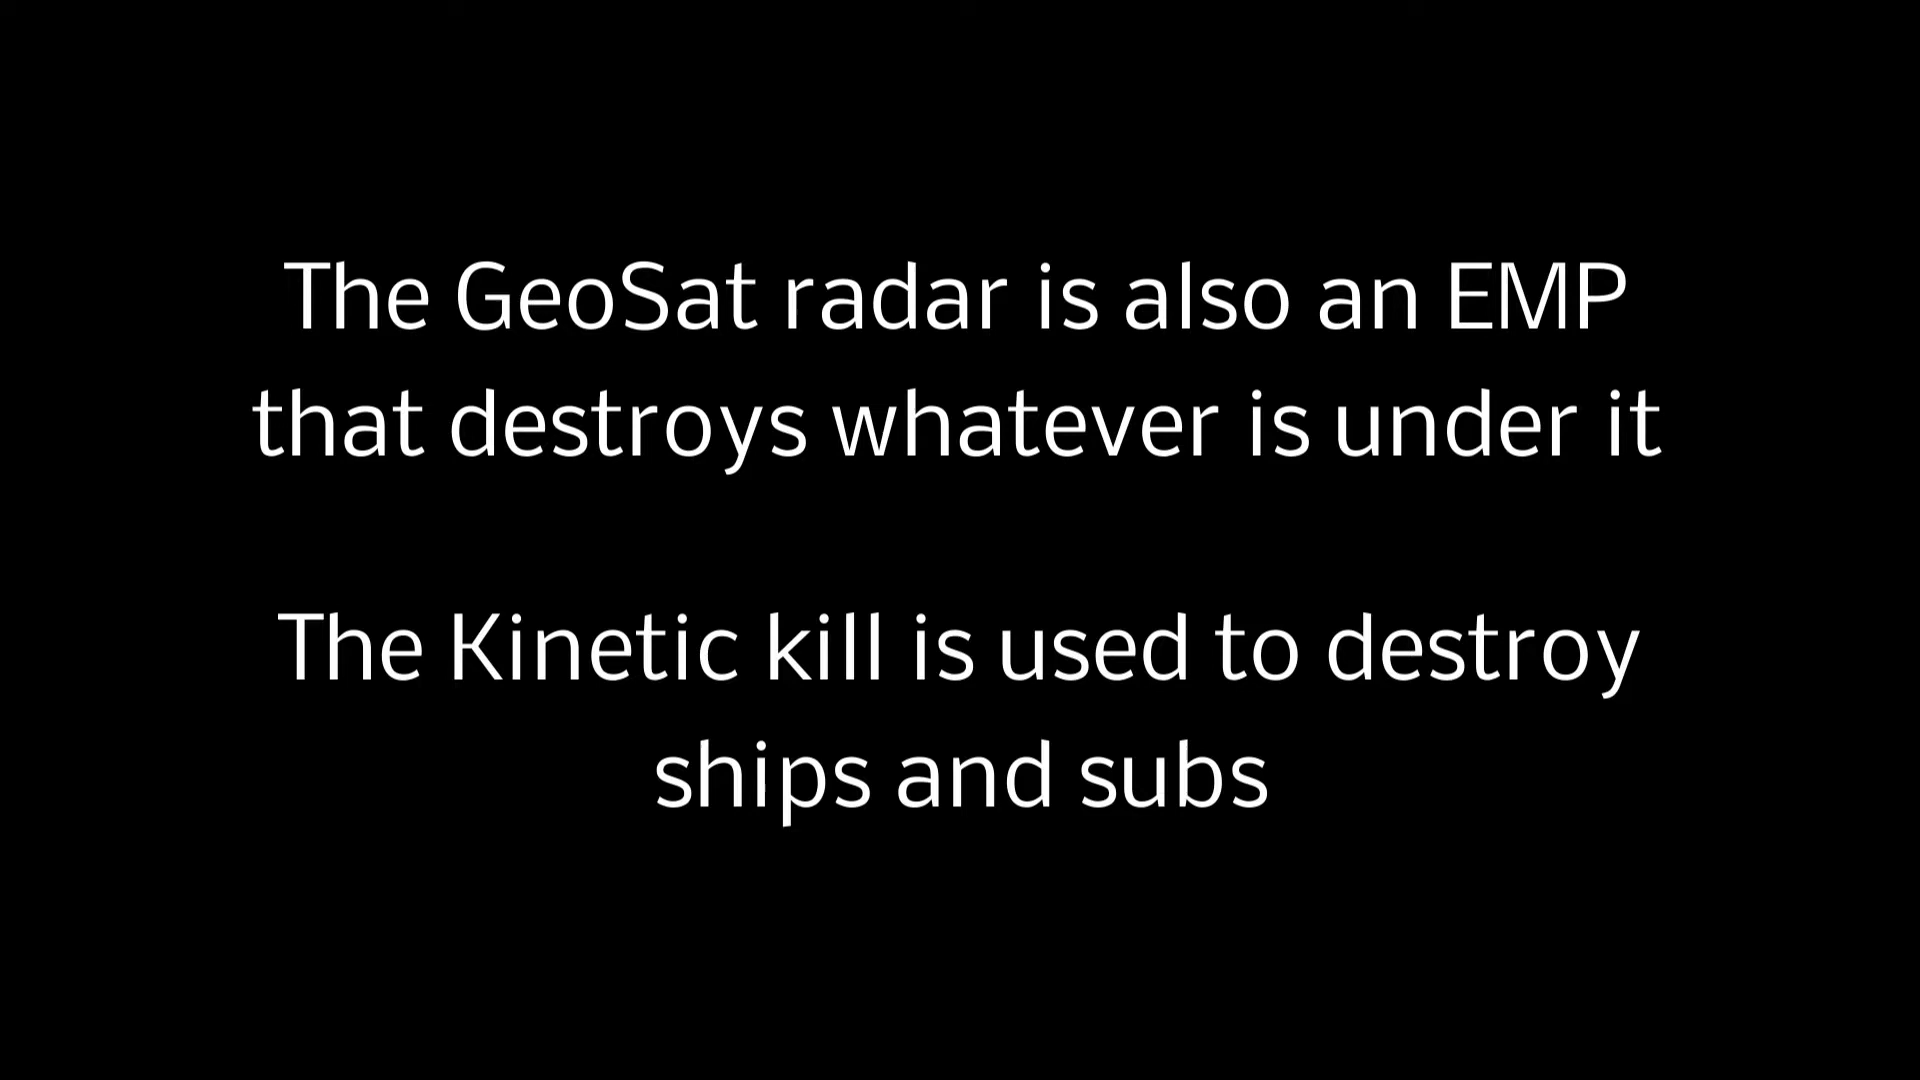 The GeoSat radar is also an EMP
that destroys whatever is under it
The Kinetic kill is used to destroy
ships and subs